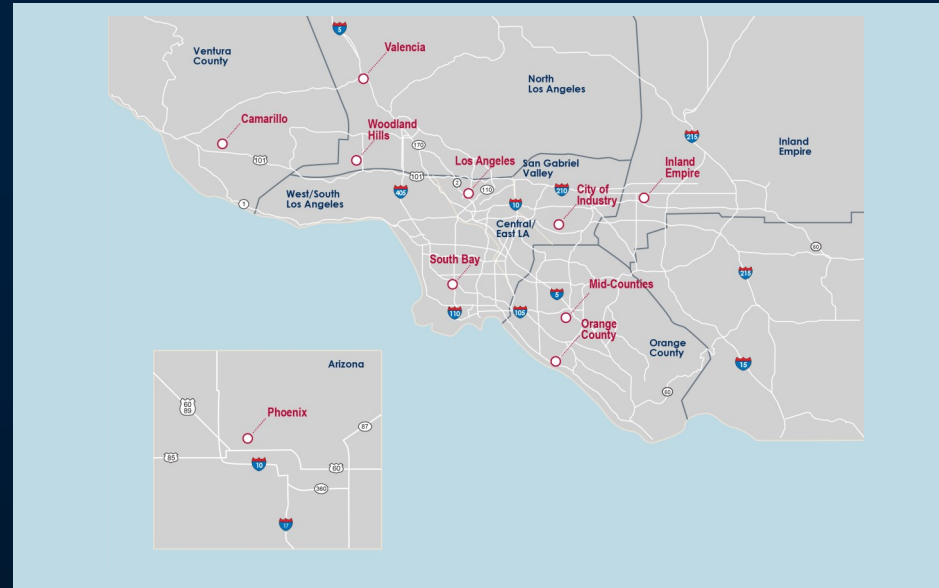 5
Valencia
Ventura
County
North
Los Angeles
Camarillo
Woodland
Hills
215
170
Inland
Empire
101
101
Los Angeles
San Gabriel
Valley
Inland
Empire
2
110
210
City of
Industry
405
West/South
Los Angeles
1
10
Central/
East LA
60
South Bay
215
Mid-Counties
5
110
105
Orange
County
Orange
County
15
60
Arizona
60
89
Phoenix
87
85
10
60
360
17